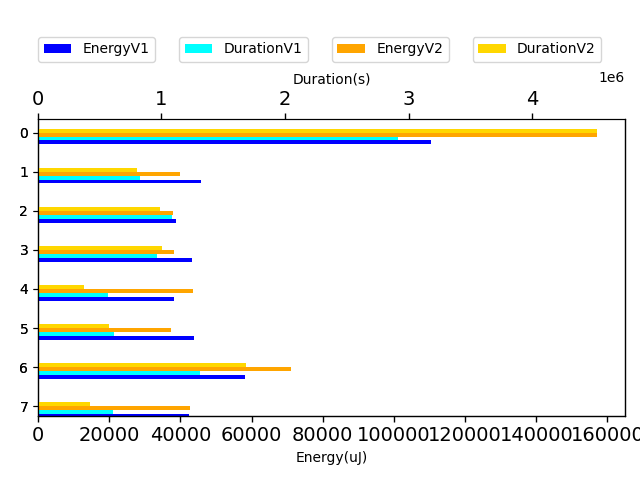 EnergyV1 DurationV1 EnergyV2 DurationV2
Duration(s)
1e6
0 1 2 3 4
0
1
2
3
4
5
6
7
0 20000 40000 60000 80000 100000 120000 140000 160000
Energy(uJ)